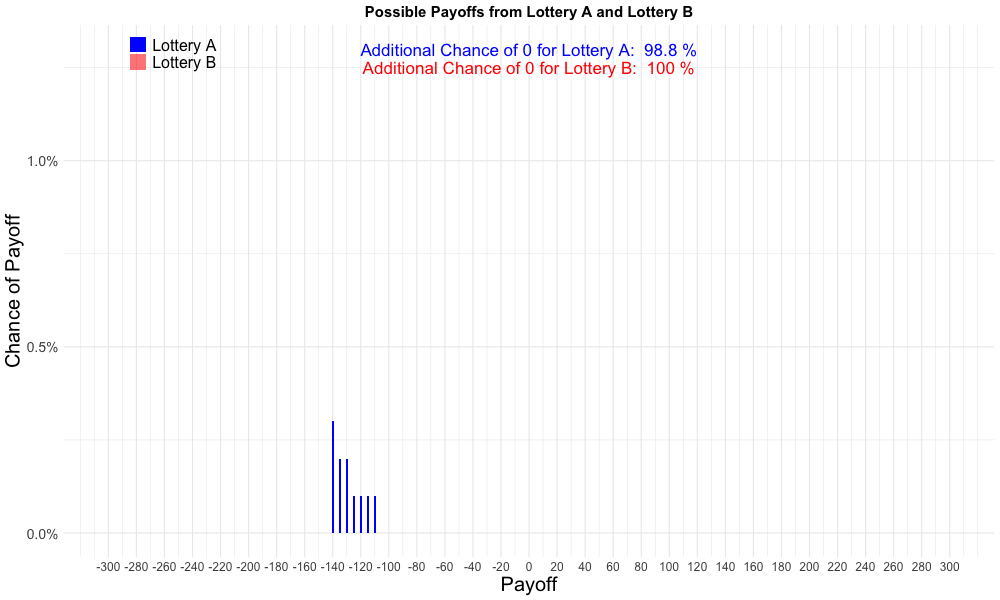 Possible Payoffs from Lottery A and Lottery B
Lottery A
Lottery B
Additional Chance of 0 for Lottery A:  98.8 %
Additional Chance of 0 for Lottery B:  100 %
Chance of Payoff
1.0%
0.5%
0.0%
-300 -280 -260 -240 -220 -200 -180 -160 -140 -120 -100 -80 -60 -40 -20 0 20 40 60 80 100 120 140 160 180 200 220 240 260 280 300
Payoff